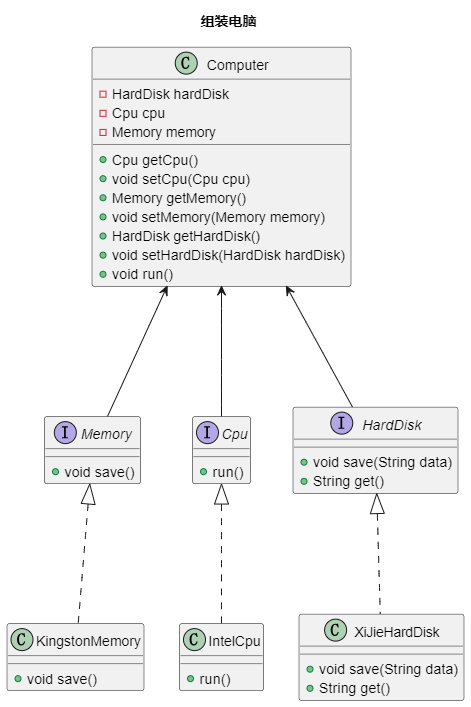 组装电脑
C Computer
HardDisk hardDisk
Cpu cpu
Memory memory
Cpu getCpu()
void setCpu(Cpu cpu)
Memory getMemory()
void setMemory(Memory memory)
HardDisk getHardDisk()
void setHardDisk(HardDisk hardDisk)
void run()
I Memory
void save()
I Cpu
run()
I HardDisk
void save(String data)
String get()
C KingstonMemory
void save()
C IntelCpu
run()
C XiJieHardDisk
void save(String data)
String get()